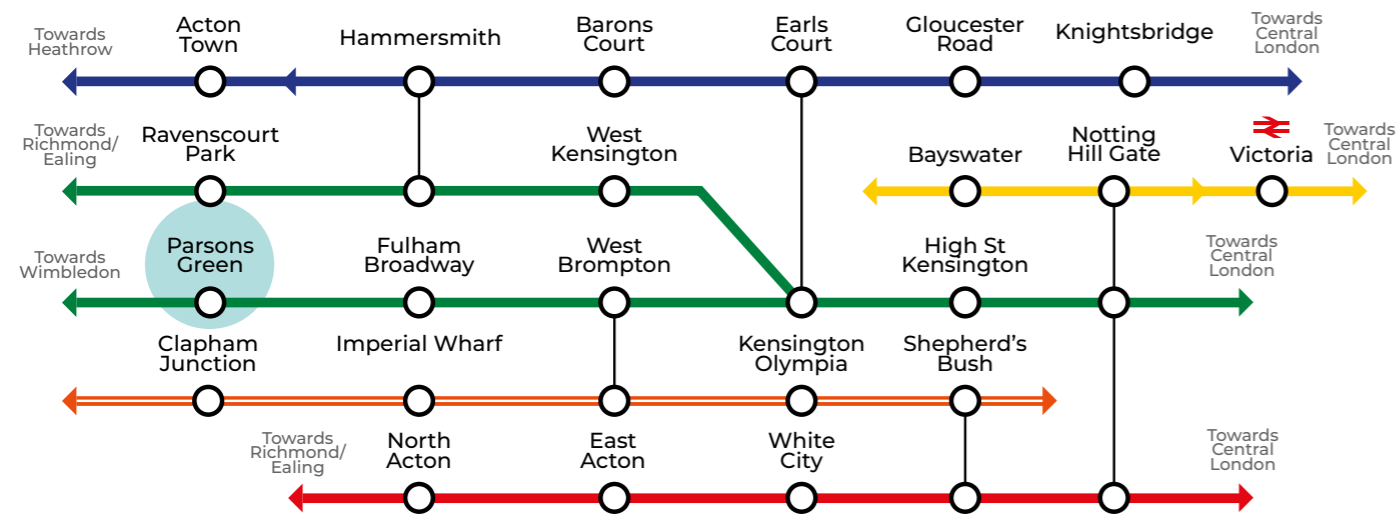 Towards
Heathrow
Acton
Town
Hammersmith
Barons
Court
Earls
Court
Gloucester
Road
Knightsbridge
Towards
Central
London
Towards
Richmond/
Ealing
Ravenscourt
Park
West
Kensington
Bayswater
Notting
Hill Gate
Victoria
Towards
Central
London
Towards
Wimbledon
Parsons
Green
Fulham
Broadway
West
Brompton
High St
Kensington
Towards
Central
London
Clapham
Junction
Imperial Wharf
Kensington
Olympia
Shepherd's
Bush
Towards
Richmond/
Ealing
North
Acton
East
Acton
White
City
Towards
Central
London